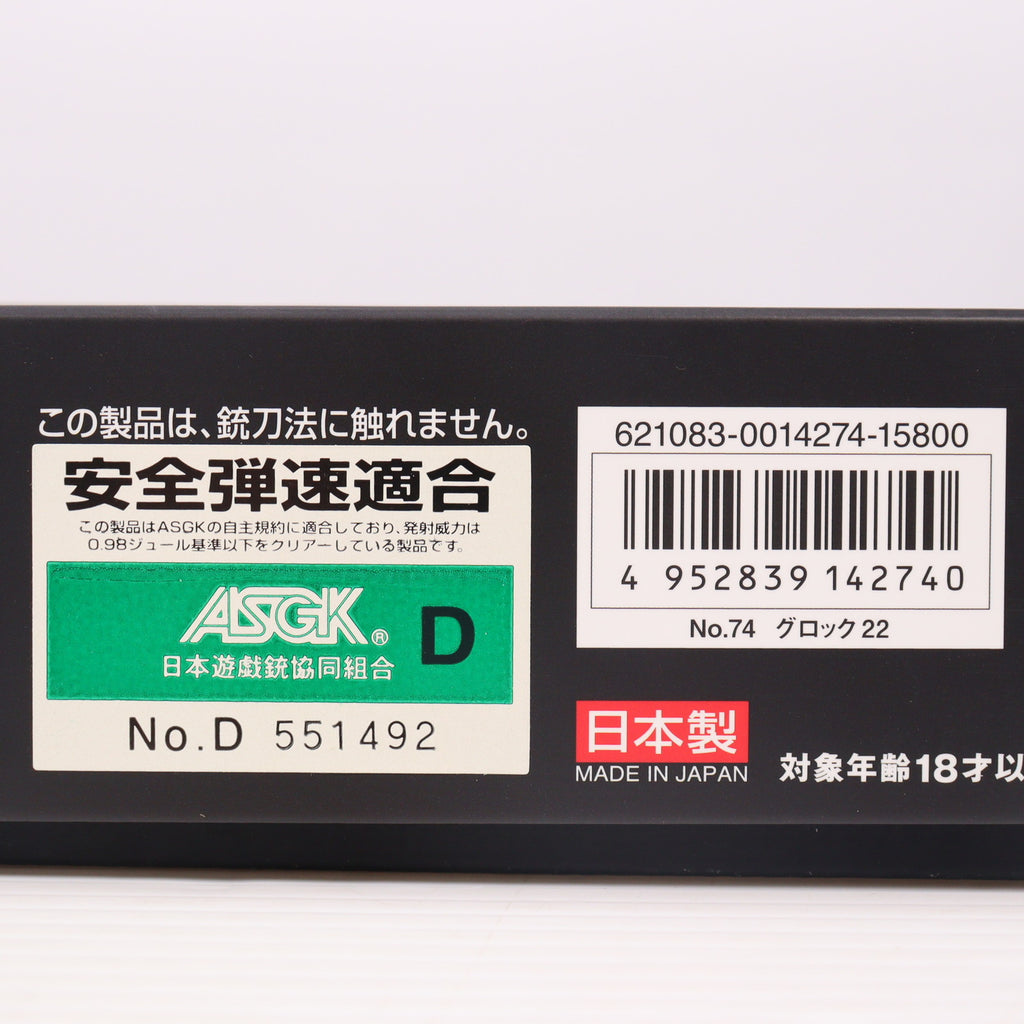 この製品は、銃刀法に触れません。
安全弾速適合
この製品はASGKの自主規約に適合しており、発射威力は
0.98ジュール基準以下をクリアーしている製品です。
ASGK® D
日本遊戯銃協同組合
No.D 551492
621083-0014274-15800
4 952839 142740
No.74 グロック22
日本製
MADE IN JAPAN
対象年齢18才以